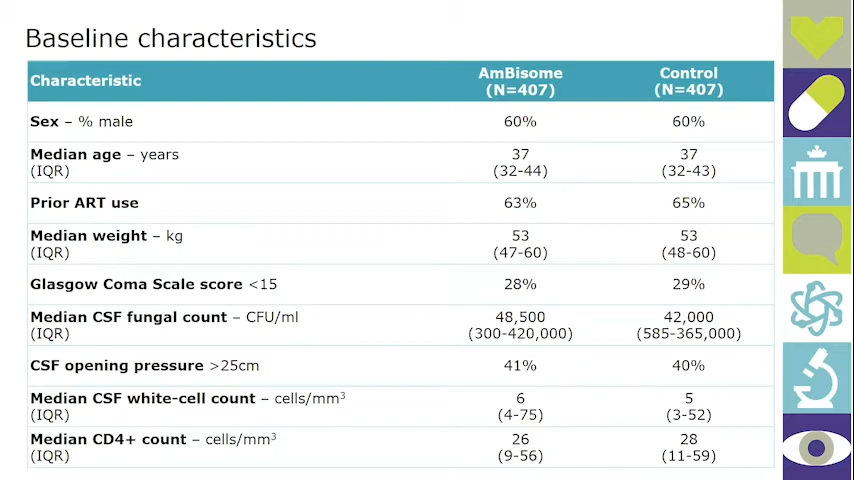 Baseline characteristics
Characteristic AmBisome (N=407) Control (N=407)
Sex – % male 60% 60%
Median age – years 37 37
(IQR) (32-44) (32-43)
Prior ART use 63% 65%
Median weight – kg 53 53
(IQR) (47-60) (48-60)
Glasgow Coma Scale score <15 28% 29%
Median CSF fungal count – CFU/ml 48,500 42,000
(IQR) (300-420,000) (585-365,000)
CSF opening pressure >25cm 41% 40%
Median CSF white-cell count – cells/mm³ 6 5
(IQR) (4-75) (3-52)
Median CD4+ count – cells/mm³ 26 28
(IQR) (9-56) (11-59)